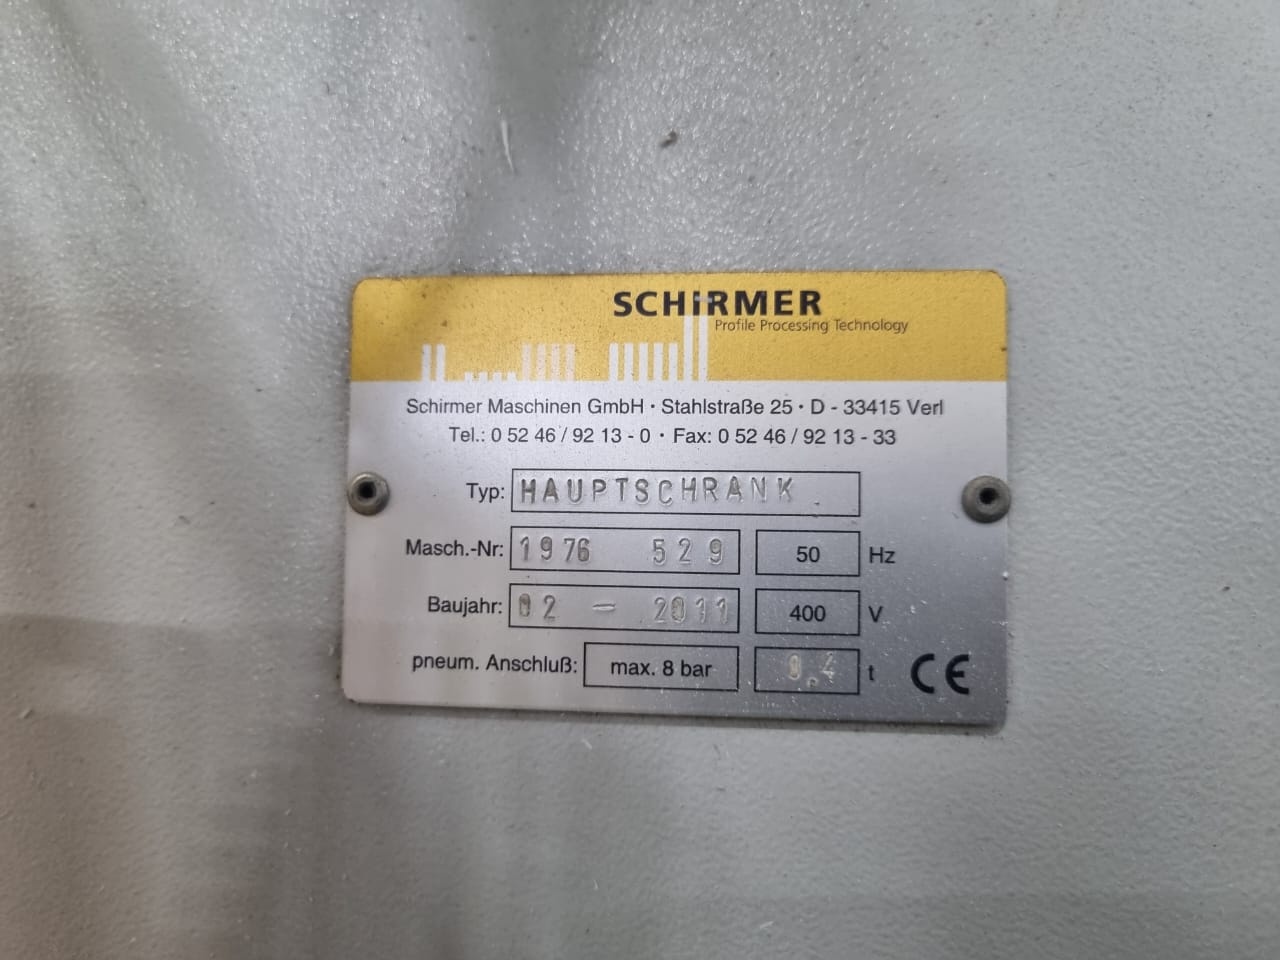 SCHiRMER
Profile Processing Technology
Schirmer Maschinen GmbH · Stahlstraße 25 · D - 33415 Verl
Tel.: 0 52 46 / 92 13 - 0 · Fax: 0 52 46 / 92 13 - 33
Typ: HAUPTSCHRANK
Masch.-Nr: 1976 529 50 Hz
Baujahr: 02 - 2011 400 V
pneum. Anschluß: max. 8 bar 0,4 t CE